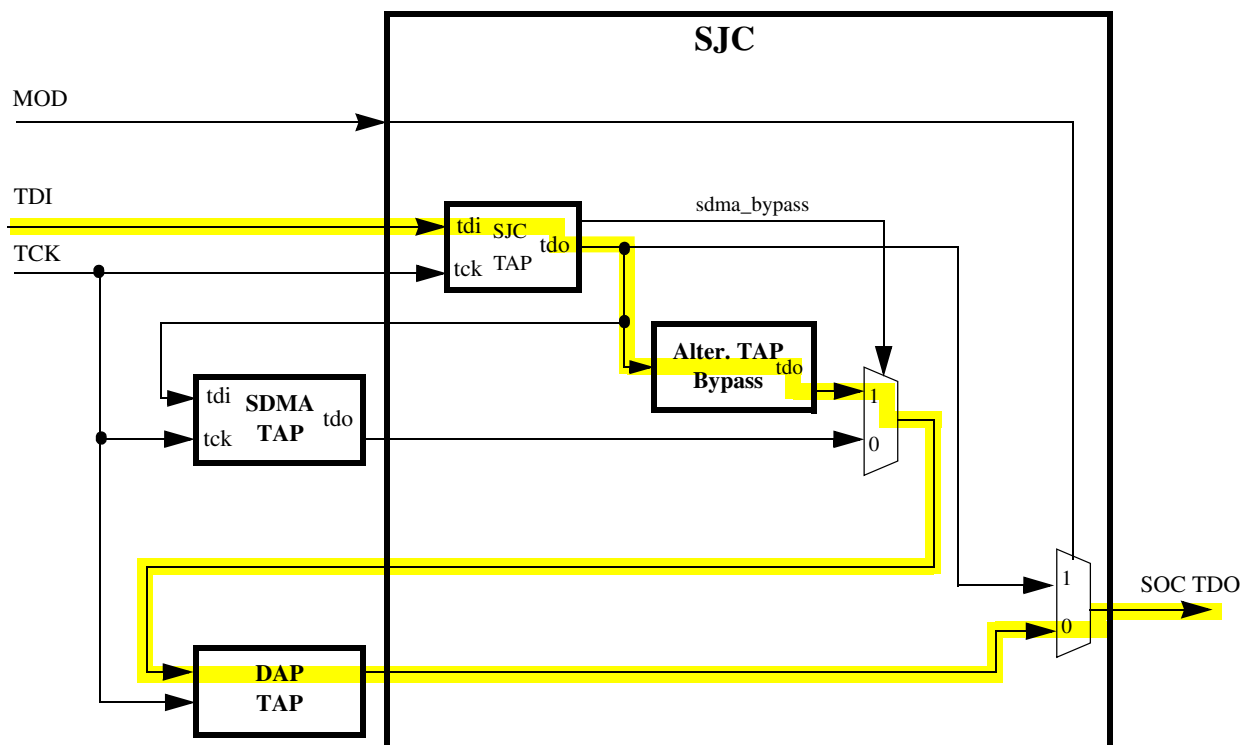 SJC
MOD
TDI
sdma_bypass
tdi
SJC
tdo
TCK
tck
TAP
Alter. TAP
tdo
Bypass
1
tdi
SDMA
tdo
tck
TAP
0
1
SOC TDO
0
DAP
TAP